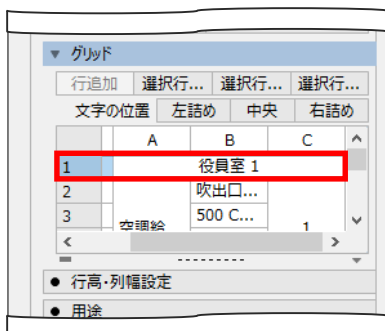 ▼ グリッド
行追加 選択行... 選択行... 選択行...
文字の位置 左詰め 中央 右詰め
A B C
1 役員室 1
2 吹出口...
3 500 C...
空調給 1
● 行高・列幅設定
● 用途